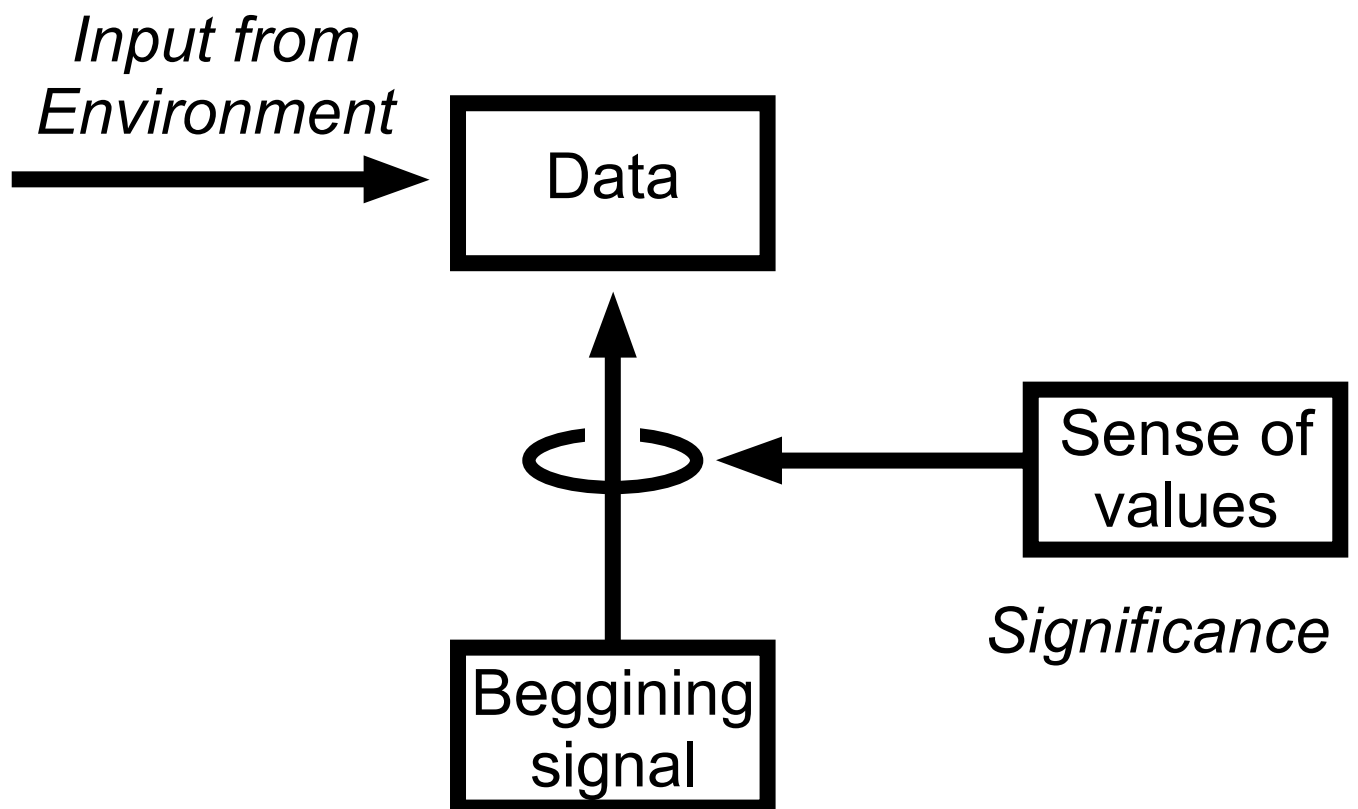 Input from
Environment
Data
Sense of
values
Significance
Beggining
signal